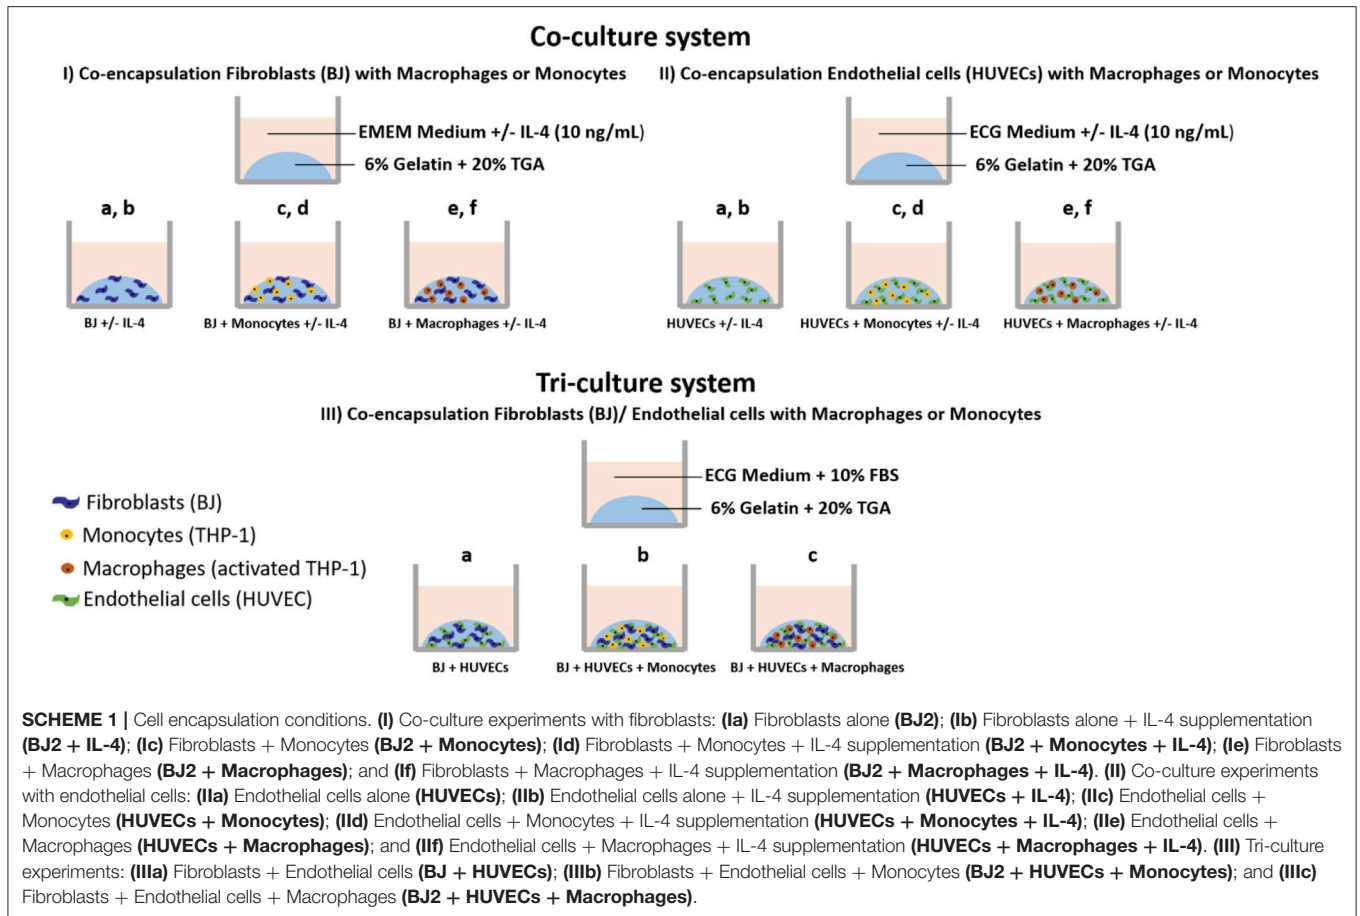 Co-culture system
I) Co-encapsulation Fibroblasts (BJ) with Macrophages or Monocytes
EMEM Medium +/- IL-4 (10 ng/mL)
6% Gelatin + 20% TGA
a, b
c, d
e, f
BJ +/- IL-4
BJ + Monocytes +/- IL-4
BJ + Macrophages +/- IL-4
II) Co-encapsulation Endothelial cells (HUVECs) with Macrophages or Monocytes
ECG Medium +/- IL-4 (10 ng/mL)
6% Gelatin + 20% TGA
a, b
c, d
e, f
HUVECs +/- IL-4
HUVECs + Monocytes +/- IL-4
HUVECs + Macrophages +/- IL-4
Tri-culture system
III) Co-encapsulation Fibroblasts (BJ)/ Endothelial cells with Macrophages or Monocytes
ECG Medium + 10% FBS
6% Gelatin + 20% TGA
Fibroblasts (BJ)
Monocytes (THP-1)
Macrophages (activated THP-1)
Endothelial cells (HUVEC)
a
b
c
BJ + HUVECs
BJ + HUVECs + Monocytes
BJ + HUVECs + Macrophages
SCHEME 1 | Cell encapsulation conditions. (I) Co-culture experiments with fibroblasts: (Ia) Fibroblasts alone (BJ2); (Ib) Fibroblasts alone + IL-4 supplementation
(BJ2 + IL-4); (Ic) Fibroblasts + Monocytes (BJ2 + Monocytes); (Id) Fibroblasts + Monocytes + IL-4 supplementation (BJ2 + Monocytes + IL-4); (Ie) Fibroblasts
+ Macrophages (BJ2 + Macrophages); and (If) Fibroblasts + Macrophages + IL-4 supplementation (BJ2 + Macrophages + IL-4). (II) Co-culture experiments
with endothelial cells: (IIa) Endothelial cells alone (HUVECs); (IIb) Endothelial cells alone + IL-4 supplementation (HUVECs + IL-4); (IIc) Endothelial cells +
Monocytes (HUVECs + Monocytes); (IId) Endothelial cells + Monocytes + IL-4 supplementation (HUVECs + Monocytes + IL-4); (IIe) Endothelial cells +
Macrophages (HUVECs + Macrophages); and (IIf) Endothelial cells + Macrophages + IL-4 supplementation (HUVECs + Macrophages + IL-4). (III) Tri-culture
experiments: (IIIa) Fibroblasts + Endothelial cells (BJ + HUVECs); (IIIb) Fibroblasts + Endothelial cells + Monocytes (BJ2 + HUVECs + Monocytes); and (IIIc)
Fibroblasts + Endothelial cells + Macrophages (BJ2 + HUVECs + Macrophages).